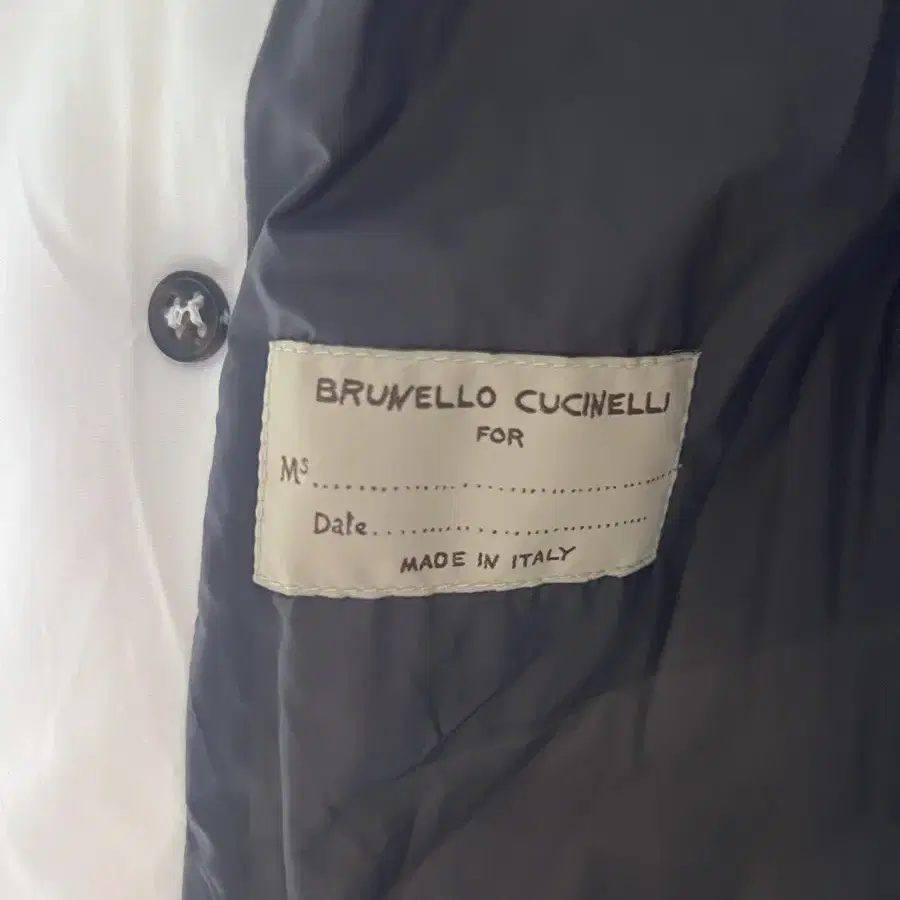 BRUNELLO CUCINELLI
FOR
Ms..............................................
Date..................................
MADE IN ITALY